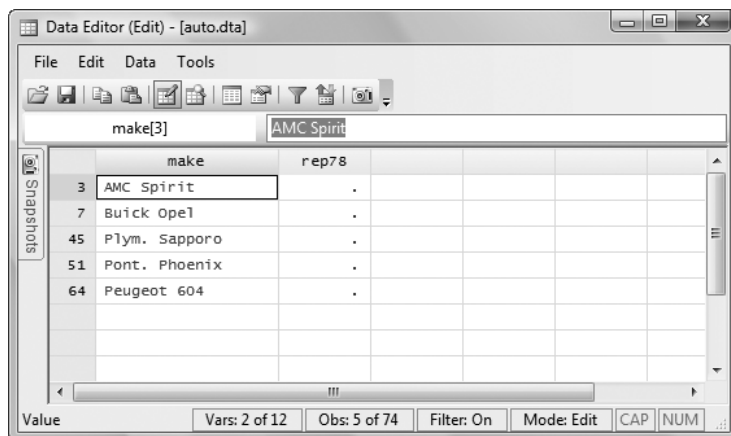 Data Editor (Edit) - [auto.dta]
File Edit Data Tools
make[3] AMC Spirit
make rep78
3 AMC Spirit .
7 Buick Opel .
45 Plym. Sapporo .
51 Pont. Phoenix .
64 Peugeot 604 .
Snapshots
Value Vars: 2 of 12 Obs: 5 of 74 Filter: On Mode: Edit CAP NUM